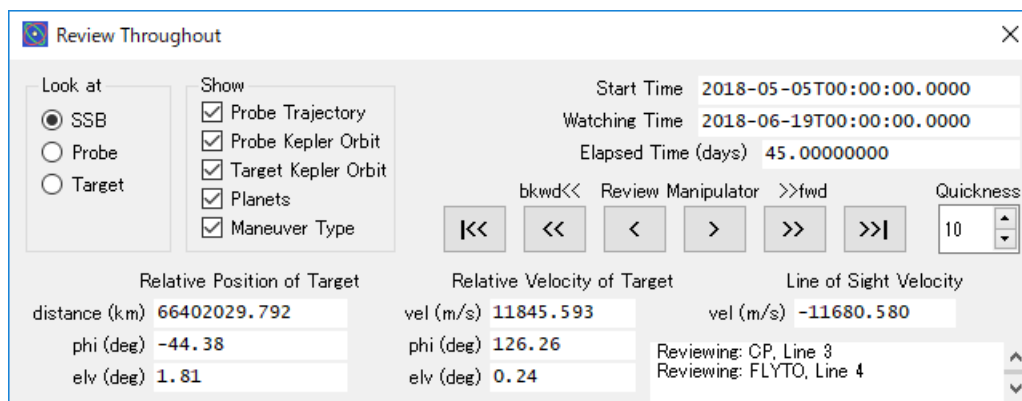 Review Throughout
Look at
SSB
Probe
Target
Show
Probe Trajectory
Probe Kepler Orbit
Target Kepler Orbit
Planets
Maneuver Type
Start Time 2018-05-05T00:00:00.0000
Watching Time 2018-06-19T00:00:00.0000
Elapsed Time (days) 45.00000000
bkwd<< Review Manipulator >>fwd Quickness
|<< << < > >> >>| 10
Relative Position of Target
distance (km) 66402029.792
phi (deg) -44.38
elv (deg) 1.81
Relative Velocity of Target
vel (m/s) 11845.593
phi (deg) 126.26
elv (deg) 0.24
Line of Sight Velocity
vel (m/s) -11680.580
Reviewing: CP, Line 3
Reviewing: FLYTO, Line 4